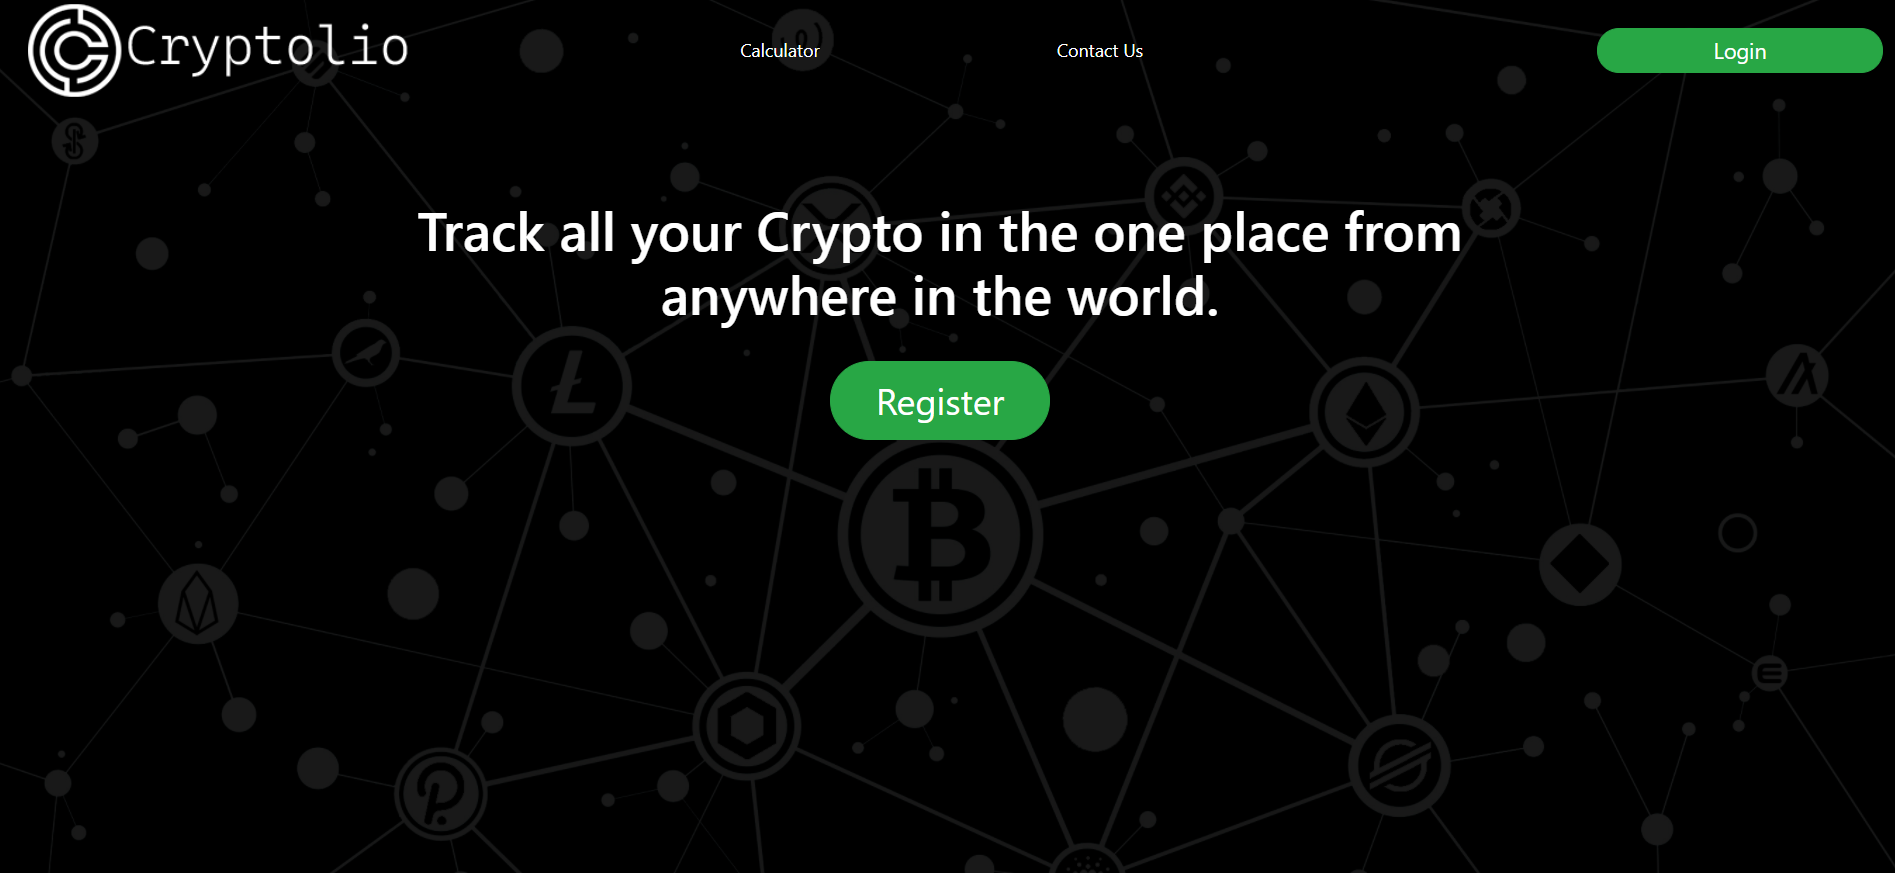 Cryptolio
Calculator
Contact Us
Login
Track all your Crypto in the one place from
anywhere in the world.
Register